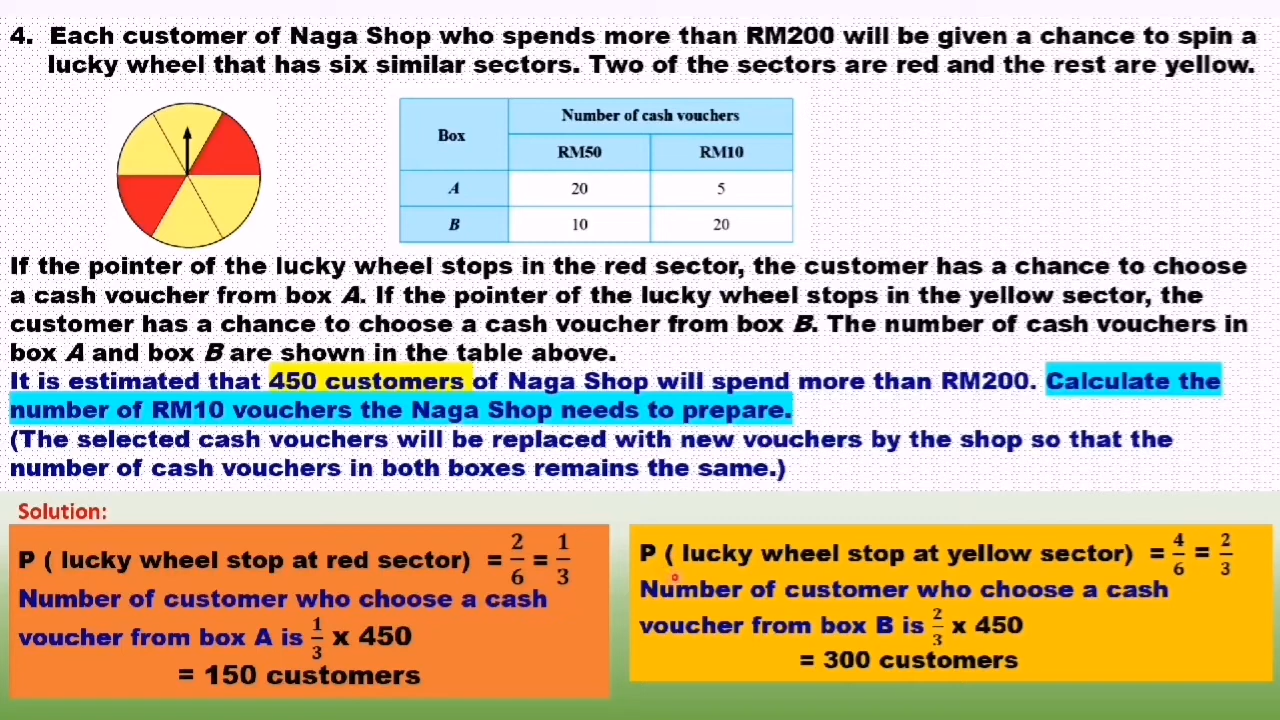 4. Each customer of Naga Shop who spends more than RM200 will be given a chance to spin a
lucky wheel that has six similar sectors. Two of the sectors are red and the rest are yellow.
Box
Number of cash vouchers
RM50 RM10
A 20 5
B 10 20
If the pointer of the lucky wheel stops in the red sector, the customer has a chance to choose
a cash voucher from box A. If the pointer of the lucky wheel stops in the yellow sector, the
customer has a chance to choose a cash voucher from box B. The number of cash vouchers in
box A and box B are shown in the table above.
It is estimated that 450 customers of Naga Shop will spend more than RM200. Calculate the
number of RM10 vouchers the Naga Shop needs to prepare.
(The selected cash vouchers will be replaced with new vouchers by the shop so that the
number of cash vouchers in both boxes remains the same.)
Solution:
P ( lucky wheel stop at red sector) = 2/6 = 1/3
Number of customer who choose a cash
voucher from box A is 1/3 x 450
= 150 customers
P ( lucky wheel stop at yellow sector) = 4/6 = 2/3
Number of customer who choose a cash
voucher from box B is 2/3 x 450
= 300 customers